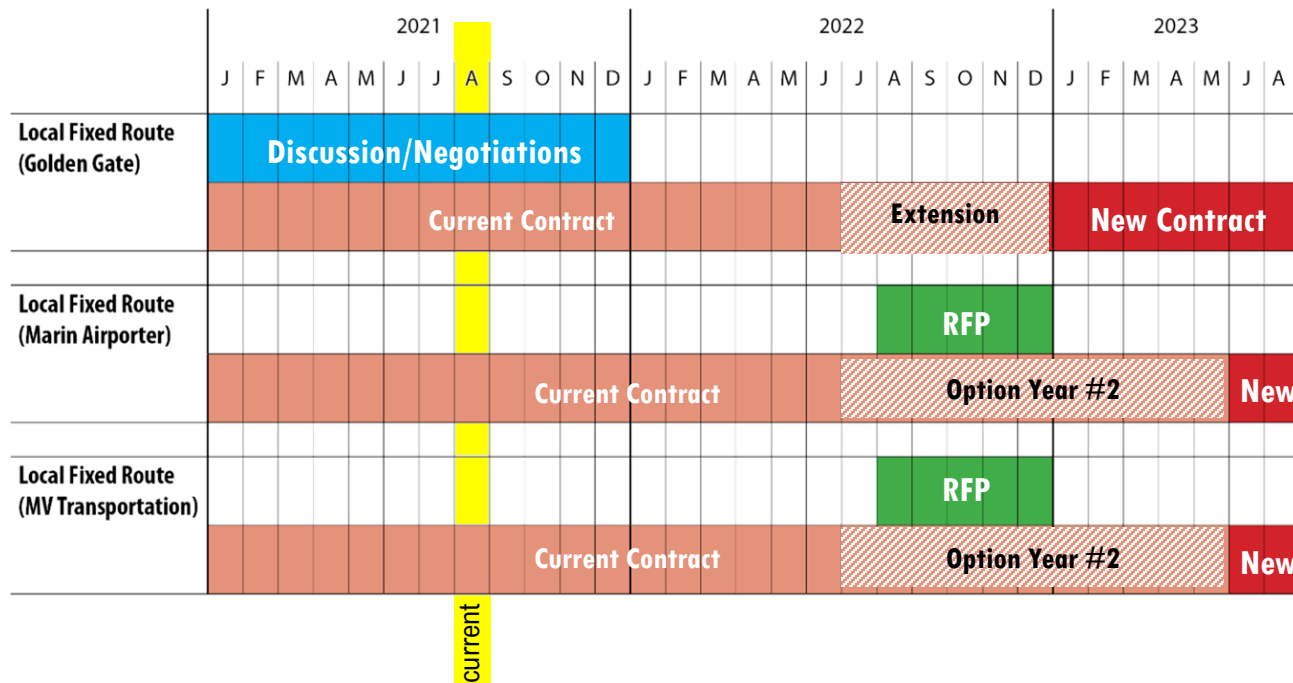 2021 2022 2023
J F M A M J J A S O N D J F M A M J J A S O N D J F M A M J A
Local Fixed Route
(Golden Gate)
Discussion/Negotiations
Current Contract Extension New Contract
Local Fixed Route
(Marin Airporter)
RFP
Current Contract Option Year #2 New
Local Fixed Route
(MV Transportation)
RFP
Current Contract Option Year #2 New
current